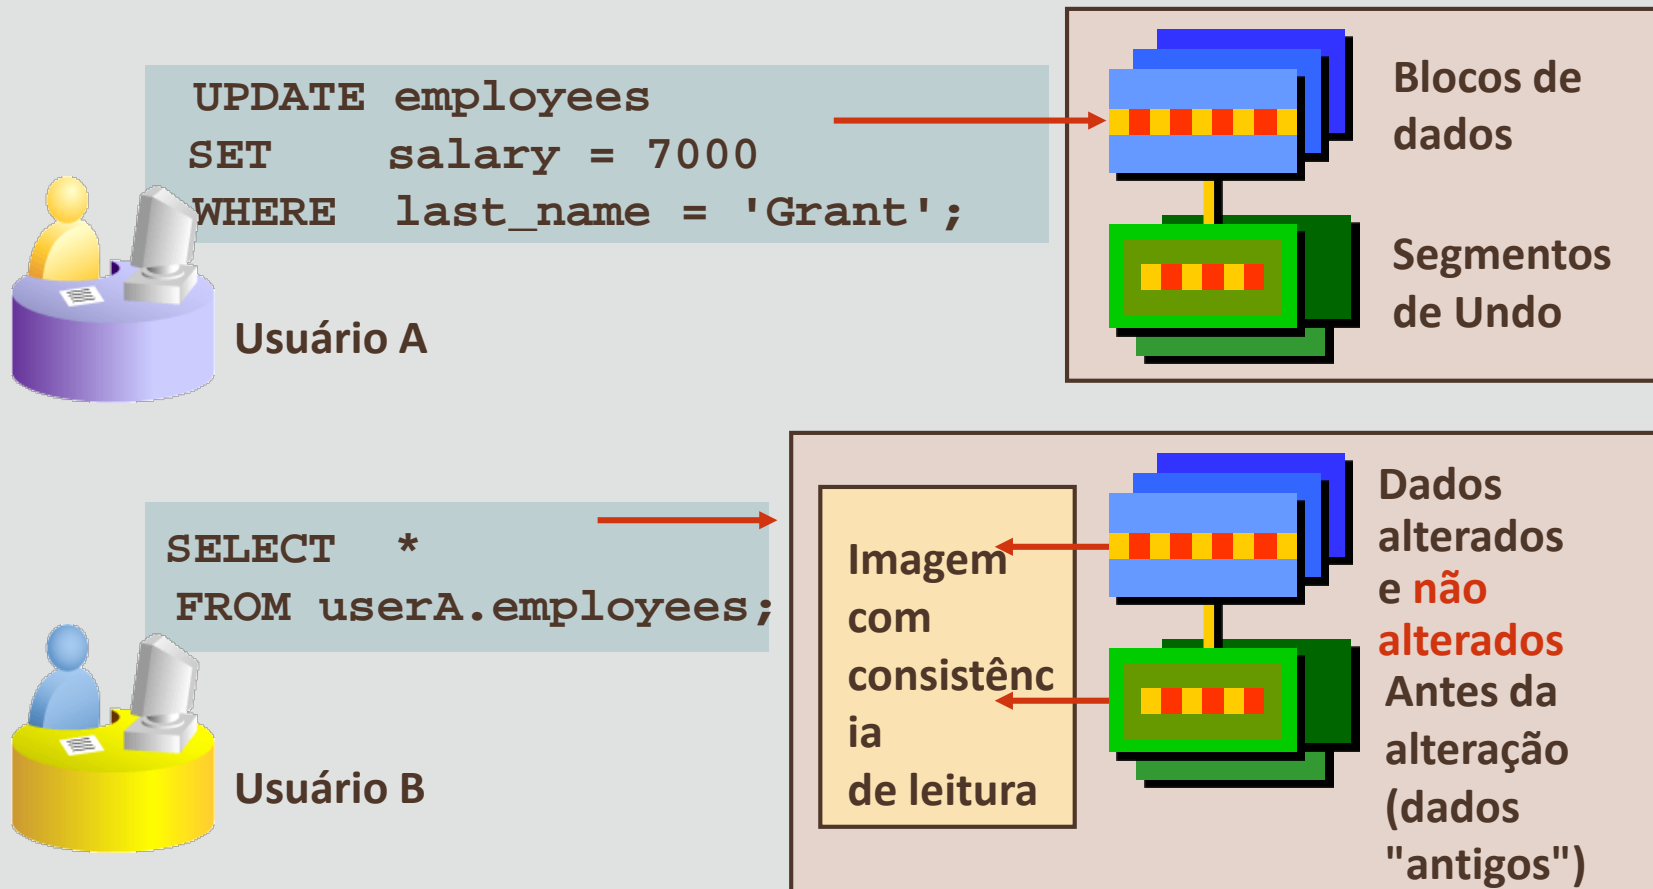 UPDATE employees
SET salary = 7000
WHERE last_name = 'Grant';
Usuário A
Blocos de
dados
Segmentos
de Undo
SELECT *
FROM userA.employees;
Usuário B
Imagem
com
consistênc
ia
de leitura
Dados
alterados
e não
alterados
Antes da
alteração
(dados
"antigos")